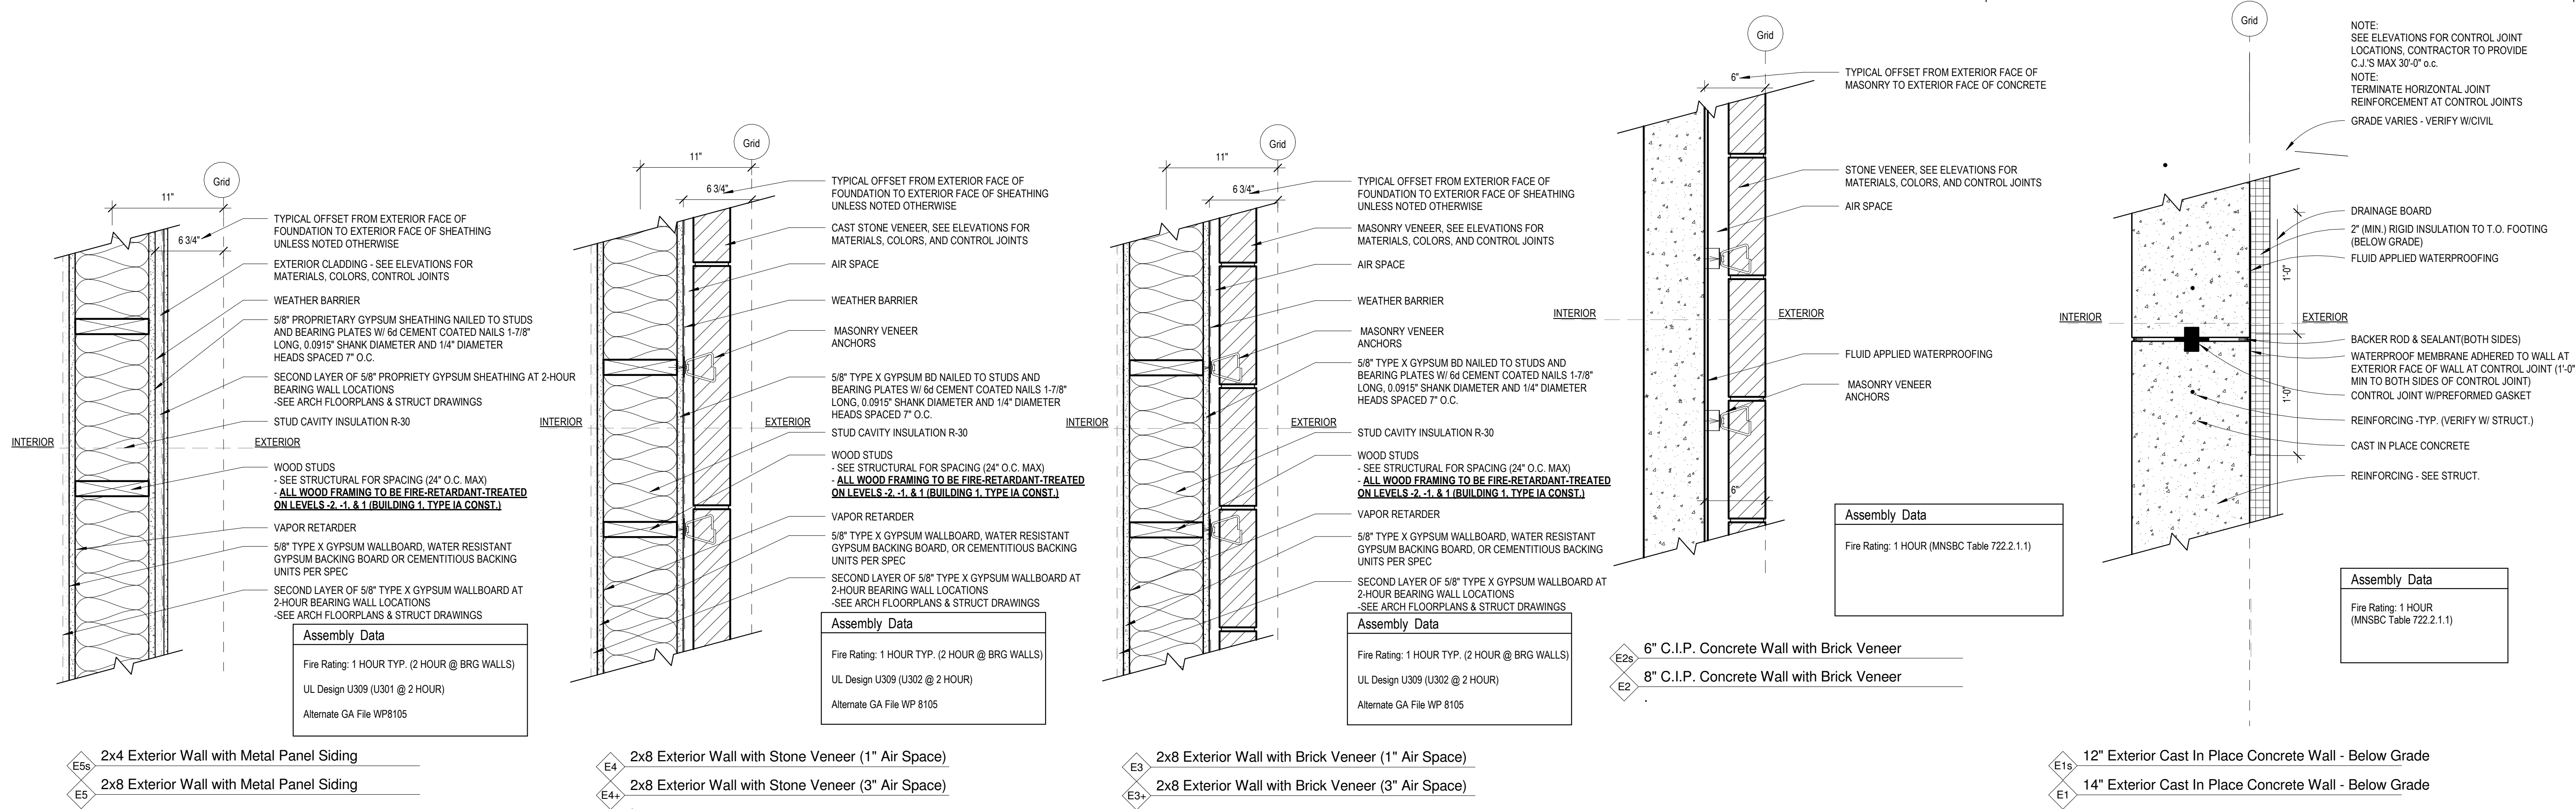 Grid
11"
6 3/4"
TYPICAL OFFSET FROM EXTERIOR FACE OF
FOUNDATION TO EXTERIOR FACE OF SHEATHING
UNLESS NOTED OTHERWISE
EXTERIOR CLADDING - SEE ELEVATIONS FOR
MATERIALS, COLORS, CONTROL JOINTS
WEATHER BARRIER
5/8" PROPRIETARY GYPSUM SHEATHING NAILED TO STUDS
AND BEARING PLATES W/ 6d CEMENT COATED NAILS 1-7/8"
LONG, 0.0915" SHANK DIAMETER AND 1/4" DIAMETER
HEADS SPACED 7" O.C.
SECOND LAYER OF 5/8" PROPRIETY GYPSUM SHEATHING AT 2-HOUR
BEARING WALL LOCATIONS
-SEE ARCH FLOORPLANS & STRUCT DRAWINGS
STUD CAVITY INSULATION R-30
INTERIOR
EXTERIOR
WOOD STUDS
- SEE STRUCTURAL FOR SPACING (24" O.C. MAX)
- ALL WOOD FRAMING TO BE FIRE-RETARDANT-TREATED
ON LEVELS -2, -1, & 1 (BUILDING 1, TYPE IA CONST.)
VAPOR RETARDER
5/8" TYPE X GYPSUM WALLBOARD, WATER RESISTANT
GYPSUM BACKING BOARD OR CEMENTITIOUS BACKING
UNITS PER SPEC
SECOND LAYER OF 5/8" TYPE X GYPSUM WALLBOARD AT
2-HOUR BEARING WALL LOCATIONS
-SEE ARCH FLOORPLANS & STRUCT DRAWINGS
Assembly Data
Fire Rating: 1 HOUR TYP. (2 HOUR @ BRG WALLS)
UL Design U309 (U301 @ 2 HOUR)
Alternate GA File WP8105
E5s 2x4 Exterior Wall with Metal Panel Siding
E5 2x8 Exterior Wall with Metal Panel Siding
Grid
11"
6 3/4"
TYPICAL OFFSET FROM EXTERIOR FACE OF
FOUNDATION TO EXTERIOR FACE OF SHEATHING
UNLESS NOTED OTHERWISE
CAST STONE VENEER, SEE ELEVATIONS FOR
MATERIALS, COLORS, AND CONTROL JOINTS
AIR SPACE
WEATHER BARRIER
MASONRY VENEER
ANCHORS
5/8" TYPE X GYPSUM BD NAILED TO STUDS AND
BEARING PLATES W/ 6d CEMENT COATED NAILS 1-7/8"
LONG, 0.0915" SHANK DIAMETER AND 1/4" DIAMETER
HEADS SPACED 7" O.C.
INTERIOR
EXTERIOR
STUD CAVITY INSULATION R-30
WOOD STUDS
- SEE STRUCTURAL FOR SPACING (24" O.C. MAX)
- ALL WOOD FRAMING TO BE FIRE-RETARDANT-TREATED
ON LEVELS -2, -1, & 1 (BUILDING 1, TYPE IA CONST.)
VAPOR RETARDER
5/8" TYPE X GYPSUM WALLBOARD, WATER RESISTANT
GYPSUM BACKING BOARD, OR CEMENTITIOUS BACKING
UNITS PER SPEC
SECOND LAYER OF 5/8" TYPE X GYPSUM WALLBOARD AT
2-HOUR BEARING WALL LOCATIONS
-SEE ARCH FLOORPLANS & STRUCT DRAWINGS
Assembly Data
Fire Rating: 1 HOUR TYP. (2 HOUR @ BRG WALLS)
UL Design U309 (U302 @ 2 HOUR)
Alternate GA File WP 8105
E4 2x8 Exterior Wall with Stone Veneer (1" Air Space)
E4+ 2x8 Exterior Wall with Stone Veneer (3" Air Space)
Grid
11"
6 3/4"
TYPICAL OFFSET FROM EXTERIOR FACE OF
FOUNDATION TO EXTERIOR FACE OF SHEATHING
UNLESS NOTED OTHERWISE
MASONRY VENEER, SEE ELEVATIONS FOR
MATERIALS, COLORS, AND CONTROL JOINTS
AIR SPACE
WEATHER BARRIER
MASONRY VENEER
ANCHORS
5/8" TYPE X GYPSUM BD NAILED TO STUDS AND
BEARING PLATES W/ 6d CEMENT COATED NAILS 1-7/8"
LONG, 0.0915" SHANK DIAMETER AND 1/4" DIAMETER
HEADS SPACED 7" O.C.
INTERIOR
EXTERIOR
STUD CAVITY INSULATION R-30
WOOD STUDS
- SEE STRUCTURAL FOR SPACING (24" O.C. MAX)
- ALL WOOD FRAMING TO BE FIRE-RETARDANT-TREATED
ON LEVELS -2, -1, & 1 (BUILDING 1, TYPE IA CONST.)
VAPOR RETARDER
5/8" TYPE X GYPSUM WALLBOARD, WATER RESISTANT
GYPSUM BACKING BOARD, OR CEMENTITIOUS BACKING
UNITS PER SPEC
SECOND LAYER OF 5/8" TYPE X GYPSUM WALLBOARD AT
2-HOUR BEARING WALL LOCATIONS
-SEE ARCH FLOORPLANS & STRUCT DRAWINGS
Assembly Data
Fire Rating: 1 HOUR TYP. (2 HOUR @ BRG WALLS)
UL Design U309 (U302 @ 2 HOUR)
Alternate GA File WP 8105
E3 2x8 Exterior Wall with Brick Veneer (1" Air Space)
E3+ 2x8 Exterior Wall with Brick Veneer (3" Air Space)
Grid
6"
TYPICAL OFFSET FROM EXTERIOR FACE OF
MASONRY TO EXTERIOR FACE OF CONCRETE
STONE VENEER, SEE ELEVATIONS FOR
MATERIALS, COLORS, AND CONTROL JOINTS
AIR SPACE
INTERIOR
EXTERIOR
FLUID APPLIED WATERPROOFING
MASONRY VENEER
ANCHORS
6"
Assembly Data
Fire Rating: 1 HOUR (MNSBC Table 722.2.1.1)
E2s 6" C.I.P. Concrete Wall with Brick Veneer
E2 8" C.I.P. Concrete Wall with Brick Veneer
Grid
NOTE:
SEE ELEVATIONS FOR CONTROL JOINT
LOCATIONS, CONTRACTOR TO PROVIDE
C.J.'S MAX 30'-0" o.c.
NOTE:
TERMINATE HORIZONTAL JOINT
REINFORCEMENT AT CONTROL JOINTS
GRADE VARIES - VERIFY W/CIVIL
DRAINAGE BOARD
2" (MIN.) RIGID INSULATION TO T.O. FOOTING
(BELOW GRADE)
FLUID APPLIED WATERPROOFING
1'-0"
INTERIOR
EXTERIOR
BACKER ROD & SEALANT(BOTH SIDES)
WATERPROOF MEMBRANE ADHERED TO WALL AT
EXTERIOR FACE OF WALL AT CONTROL JOINT (1'-0"
MIN TO BOTH SIDES OF CONTROL JOINT)
CONTROL JOINT W/PREFORMED GASKET
1'-0"
REINFORCING -TYP. (VERIFY W/ STRUCT.)
CAST IN PLACE CONCRETE
REINFORCING - SEE STRUCT.
Assembly Data
Fire Rating: 1 HOUR
(MNSBC Table 722.2.1.1)
E1s 12" Exterior Cast In Place Concrete Wall - Below Grade
E1 14" Exterior Cast In Place Concrete Wall - Below Grade